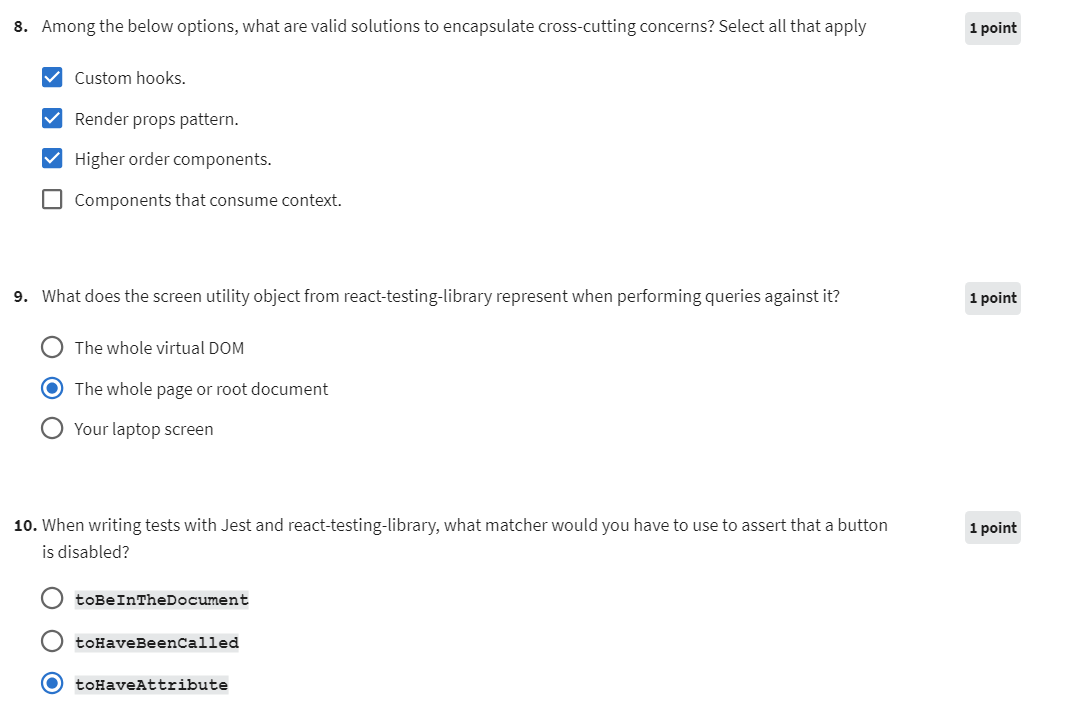 8. Among the below options, what are valid solutions to encapsulate cross-cutting concerns? Select all that apply
1 point
Custom hooks.
Render props pattern.
Higher order components.
Components that consume context.
9. What does the screen utility object from react-testing-library represent when performing queries against it?
1 point
The whole virtual DOM
The whole page or root document
Your laptop screen
10. When writing tests with Jest and react-testing-library, what matcher would you have to use to assert that a button
1 point
is disabled?
toBeInTheDocument
toHaveBeenCalled
toHaveAttribute